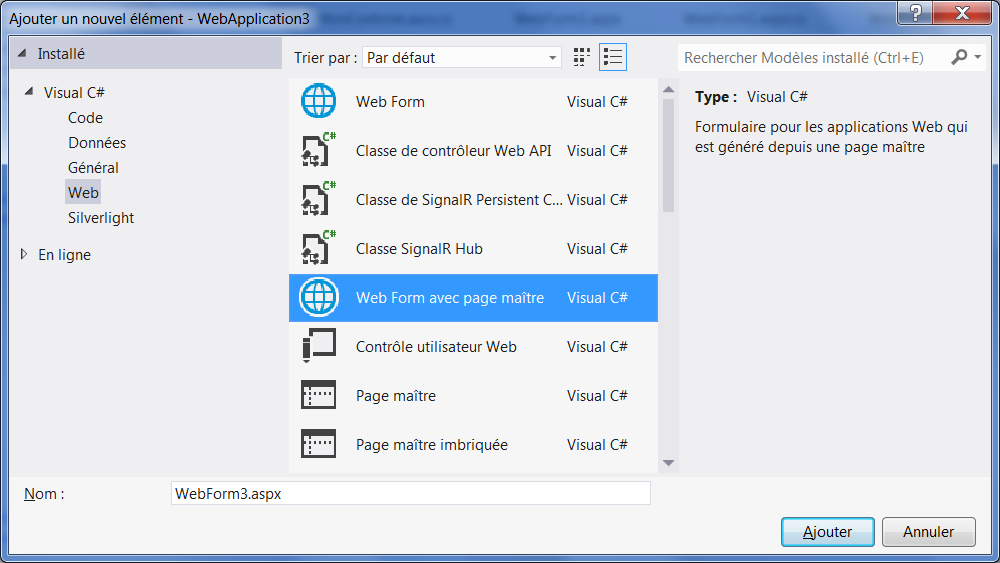 Ajouter un nouvel élément - WebApplication3
Installé
Visual C#
Code
Données
Général
Web
Silverlight
En ligne
Trier par : Par défaut
Web Form Visual C#
C#
Classe de contrôleur Web API Visual C#
C#
Classe de SignalR Persistent C... Visual C#
C#
Classe SignalR Hub Visual C#
Web Form avec page maître Visual C#
Contrôle utilisateur Web Visual C#
Page maître Visual C#
Page maître imbriquée Visual C#
Rechercher Modèles installé (Ctrl+E)
Type : Visual C#
Formulaire pour les applications Web qui
est généré depuis une page maître
Nom : WebForm3.aspx
Ajouter Annuler